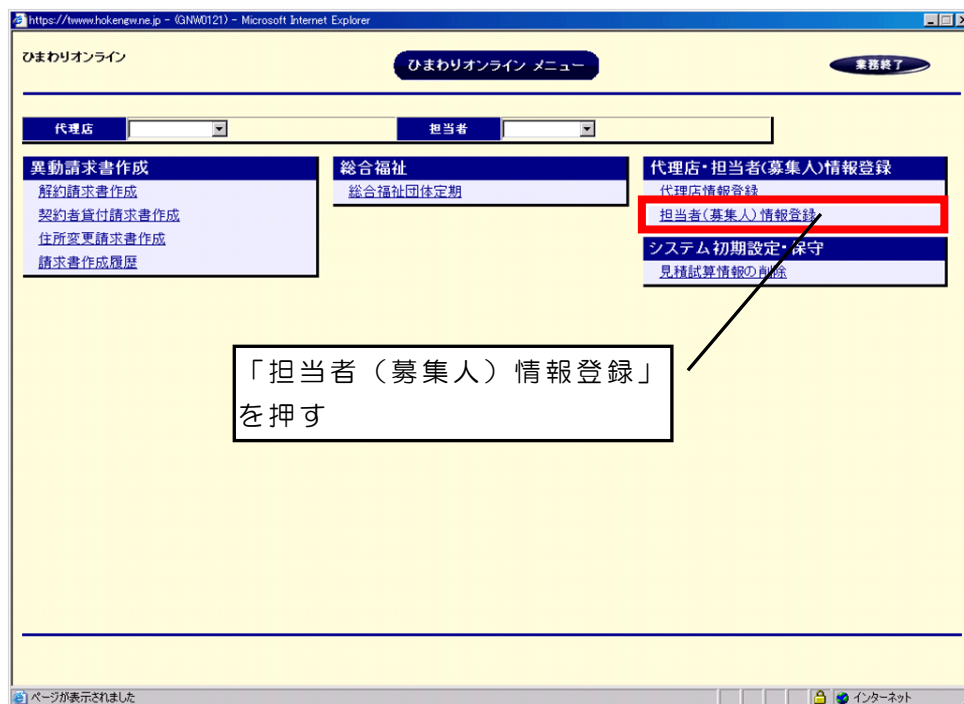 https://twww.hokengw.ne.jp - (GNW0121) - Microsoft Internet Explorer
ひまわりオンライン
ひまわりオンライン メニュー
業務終了
代理店
担当者
異動請求書作成
解約請求書作成
契約者貸付請求書作成
住所変更請求書作成
請求書作成履歴
総合福祉
総合福祉団体定期
代理店・担当者(募集人)情報登録
代理店情報登録
担当者(募集人)情報登録
システム初期設定・保守
見積試算情報の削除
「担当者（募集人）情報登録」
を押す
ページが表示されました
インターネット